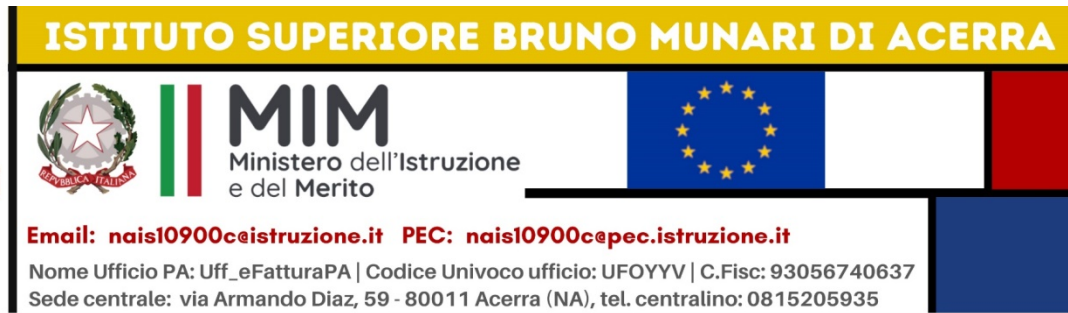 ISTITUTO SUPERIORE BRUNO MUNARI DI ACERRA
REPVBBLICA ITALIANA
MIM
Ministero dell'Istruzione
e del Merito
Email: nais10900c@istruzione.it PEC: nais10900c@pec.istruzione.it
Nome Ufficio PA: Uff_eFatturaPA | Codice Univoco ufficio: UFOYYV | C.Fisc: 93056740637
Sede centrale: via Armando Diaz, 59 - 80011 Acerra (NA), tel. centralino: 0815205935